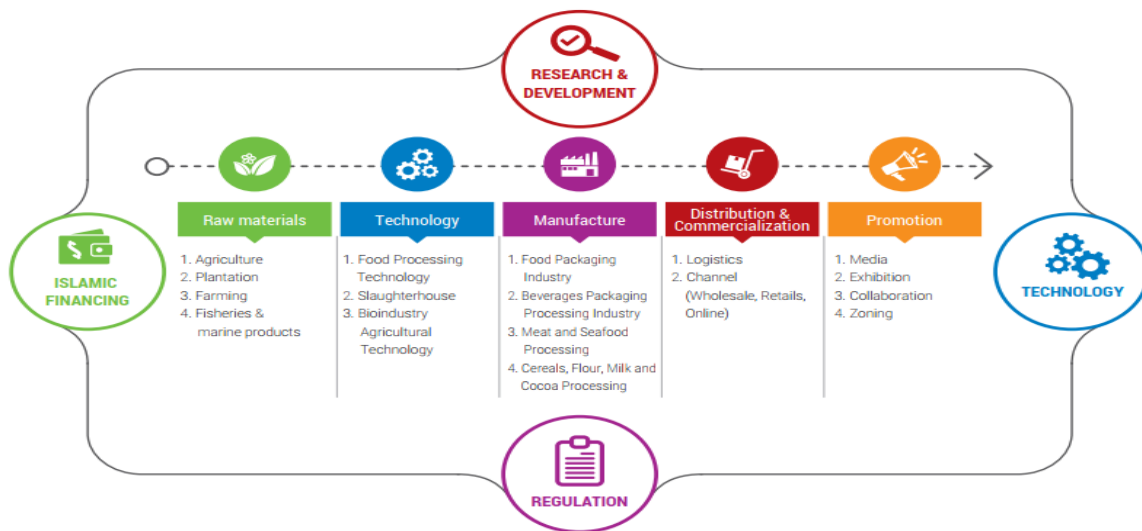 RESEARCH &
DEVELOPMENT
ISLAMIC
FINANCING
Raw materials
1. Agriculture
2. Plantation
3. Farming
4. Fisheries &
marine products
Technology
1. Food Processing
Technology
2. Slaughterhouse
3. Bioindustry
Agricultural
Technology
Manufacture
1. Food Packaging
Industry
2. Beverages Packaging
Processing Industry
3. Meat and Seafood
Processing
4. Cereals, Flour, Milk and
Cocoa Processing
Distribution &
Commercialization
1. Logistics
2. Channel
(Wholesale, Retails,
Online)
Promotion
1. Media
2. Exhibition
3. Collaboration
4. Zoning
TECHNOLOGY
REGULATION